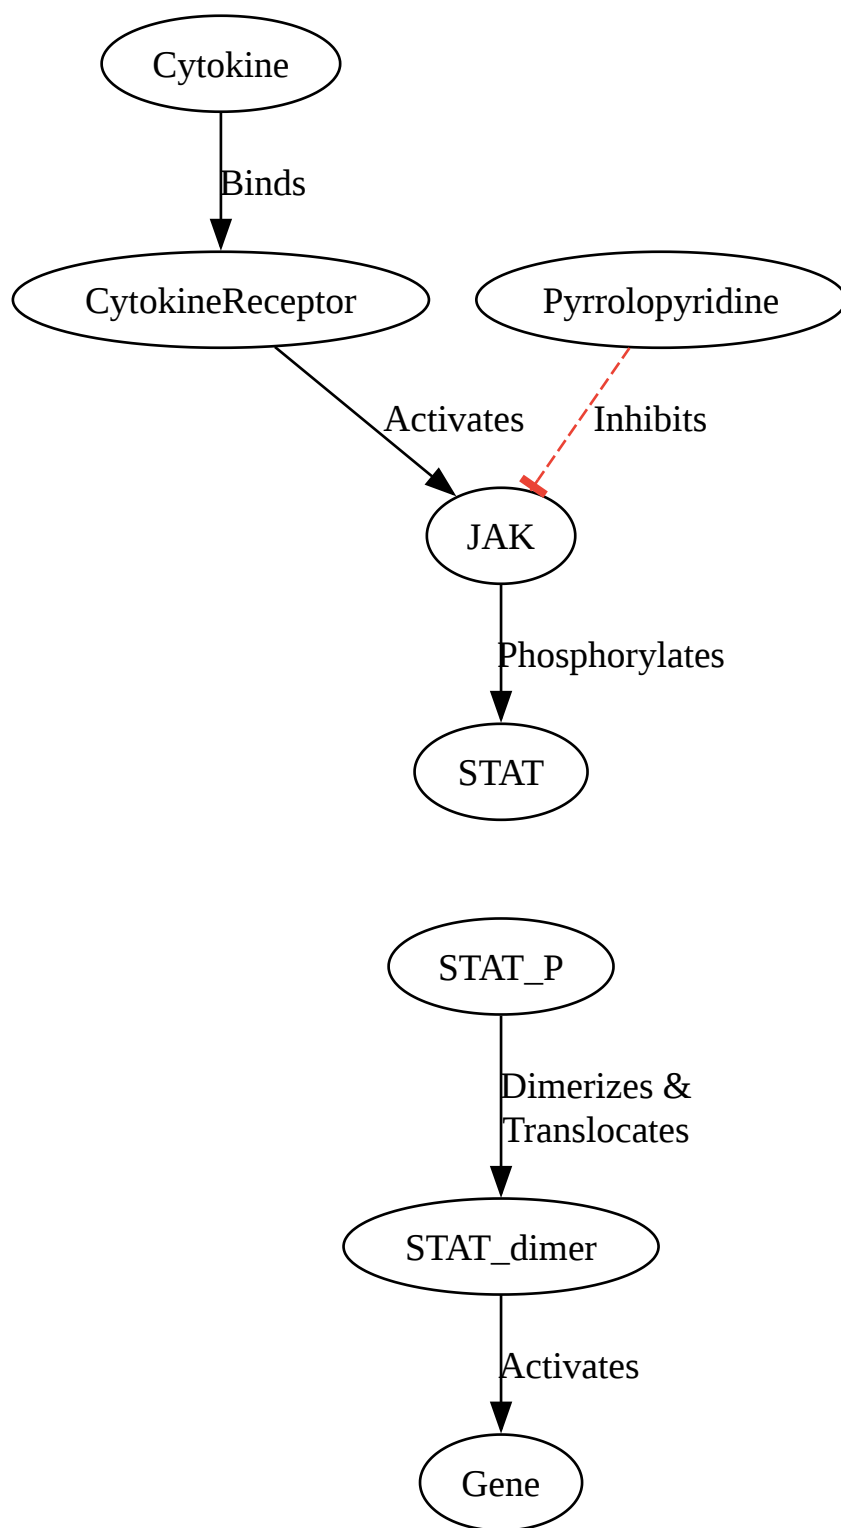 Cytokine
Binds
CytokineReceptor
Pyrrolopyridine
Activates
Inhibits
JAK
Phosphorylates
STAT
STAT_P
Dimerizes &
Translocates
STAT_dimer
Activates
Gene